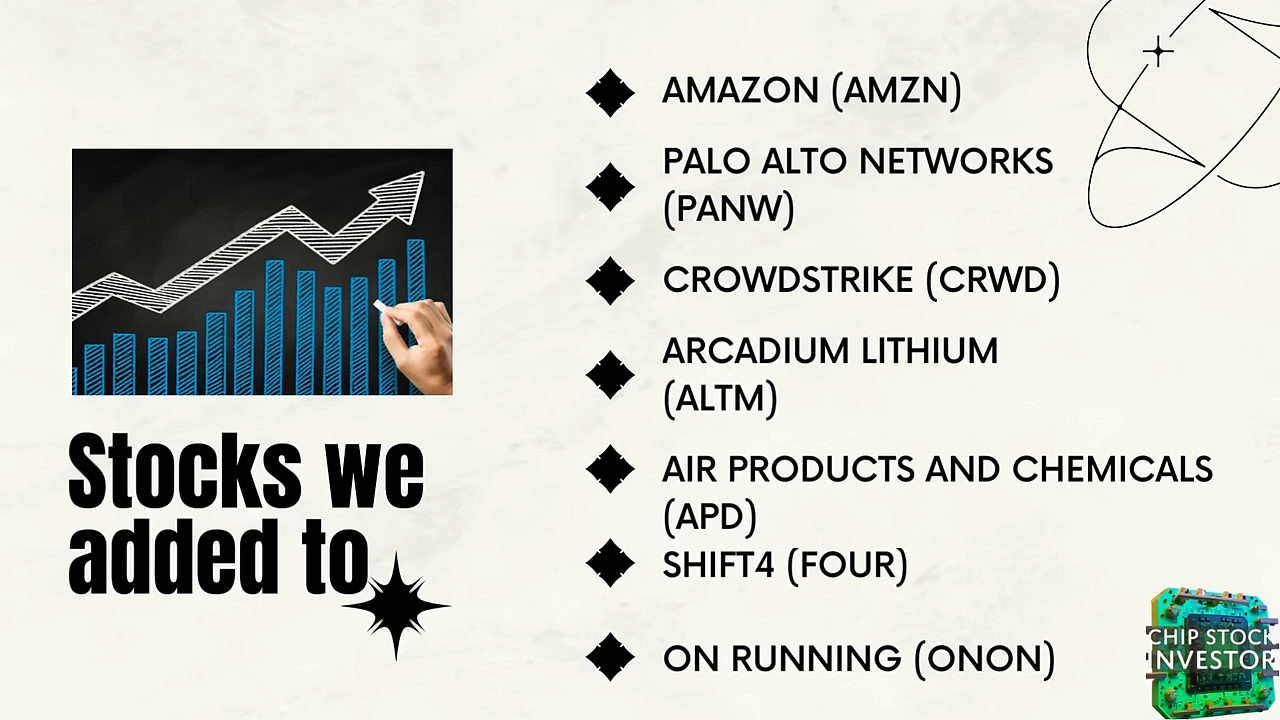 Stocks we
added to
AMAZON (AMZN)
PALO ALTO NETWORKS
(PANW)
CROWDSTRIKE (CRWD)
ARCADIUM LITHIUM
(ALTM)
AIR PRODUCTS AND CHEMICALS
(APD)
SHIFT4 (FOUR)
ON RUNNING (ONON)
CHIP STOCK
INVESTOR